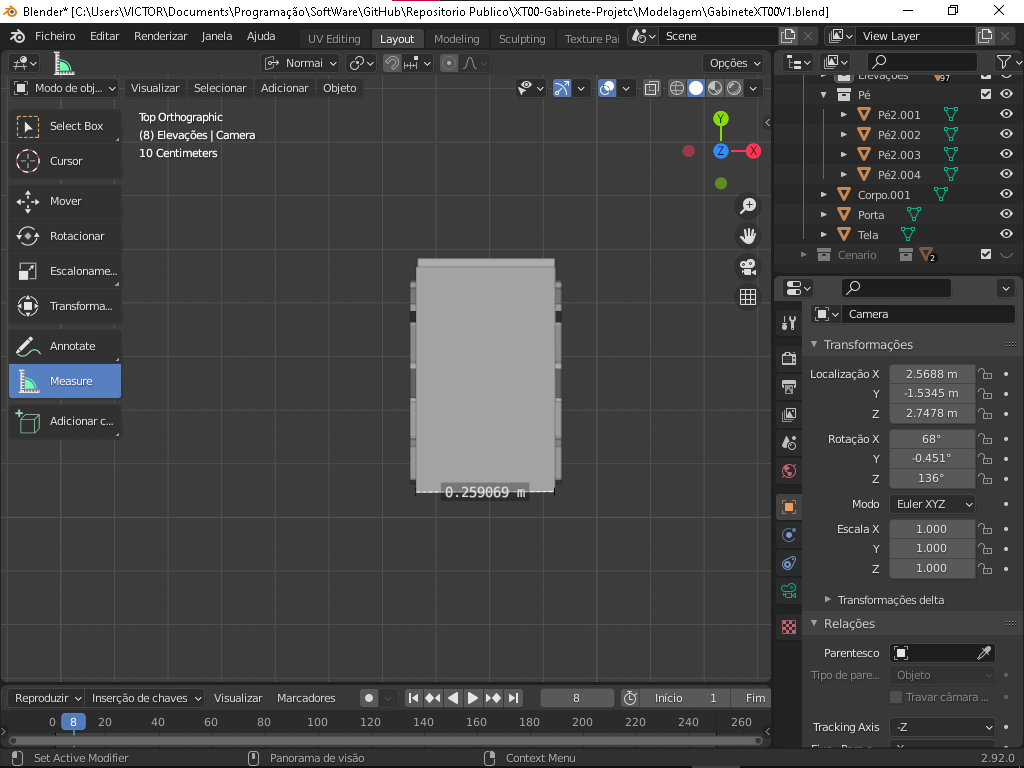 Blender* [C:\Users\VICTOR\Documents\Programação\SoftWare\GitHub\Repositorio Publico\XT00-Gabinete-Projetc\Modelagem\GabineteXT00V1.blend]
Ficheiro Editar Renderizar Janela Ajuda UV Editing Layout Modeling Sculpting Texture Pai Scene View Layer
Normai Opções
Modo de obj... Visualizar Selecionar Adicionar Objeto
Select Box
Cursor
Mover
Rotacionar
Escaloname...
Transforma...
Annotate
Measure
Adicionar c...
Top Orthographic
(8) Elevações | Camera
10 Centimeters
Y
Z X
0.259069 m
Elevações 97
Pé
Pé2.001
Pé2.002
Pé2.003
Pé2.004
Corpo.001
Porta
Tela
Cenario 2
Camera
Transformações
Localização X 2.5688 m
Y -1.5345 m
Z 2.7478 m
Rotação X 68°
Y -0.451°
Z 136°
Modo Euler XYZ
Escala X 1.000
Y 1.000
Z 1.000
Transformações delta
Relações
Parentesco
Tipo de pare... Objeto
Travar câmara ...
Tracking Axis -Z
Reproduzir Inserção de chaves Visualizar Marcadores 8 Início 1 Fim
0 8 20 40 60 80 100 120 140 160 180 200 220 240 260
Set Active Modifier Panorama de visão Context Menu 2.92.0